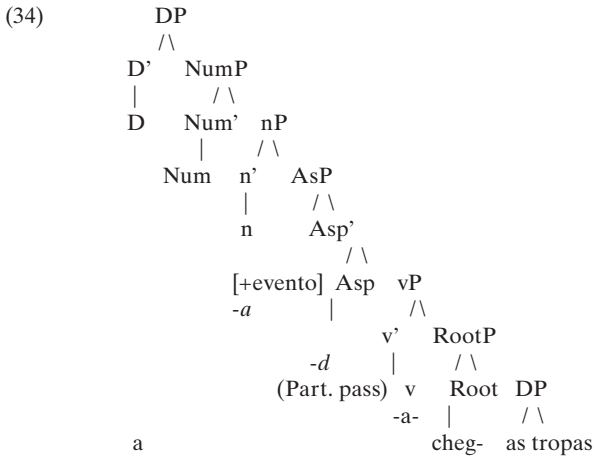 (34) DP
/\
D’ NumP
| / \
D Num’ nP
| / \
Num n’ AsP
| / \
n Asp’
/ \
[+evento] Asp vP
-a | /\
v’ RootP
-d | / \
(Part. pass) v Root DP
-a- | / \
a cheg- as tropas